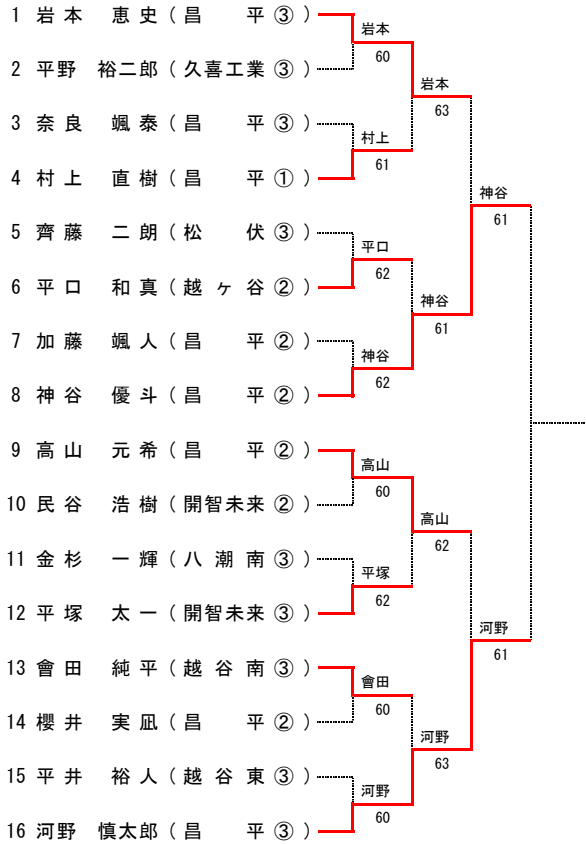 1 岩本 恵史 ( 昌平 ③ )
岩本
60
2 平野 裕二郎 ( 久喜工業 ③ )
岩本
63
3 奈良 颯泰 ( 昌平 ③ )
村上
61
4 村上 直樹 ( 昌平 ① )
神谷
61
5 齊藤 二朗 ( 松伏 ③ )
平口
62
6 平口 和真 ( 越ヶ谷 ② )
神谷
61
7 加藤 颯人 ( 昌平 ② )
神谷
62
8 神谷 優斗 ( 昌平 ② )
9 高山 元希 ( 昌平 ② )
高山
60
10 民谷 浩樹 ( 開智未来 ② )
高山
62
11 金杉 一輝 ( 八潮南 ③ )
平塚
62
12 平塚 太一 ( 開智未来 ③ )
河野
61
13 會田 純平 ( 越谷南 ③ )
會田
60
14 櫻井 実凪 ( 昌平 ② )
河野
63
15 平井 裕人 ( 越谷東 ③ )
河野
60
16 河野 慎太郎 ( 昌平 ③ )